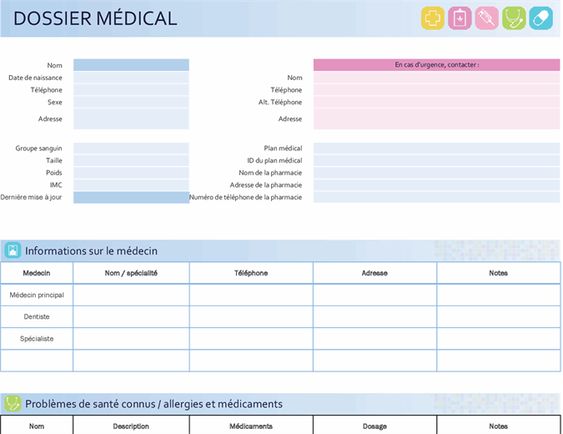 DOSSIER MÉDICAL
Nom
Date de naissance
Téléphone
Sexe
Adresse
En cas d'urgence, contacter :
Nom
Téléphone
Alt. Téléphone
Adresse
Groupe sanguin
Taille
Poids
IMC
Dernière mise à jour
Plan médical
ID du plan médical
Nom de la pharmacie
Adresse de la pharmacie
Numéro de téléphone de la pharmacie
Informations sur le médecin
Medecin Nom / spécialité Téléphone Adresse Notes
Médecin principal
Dentiste
Spécialiste
Problèmes de santé connus / allergies et médicaments
Nom Description Médicaments Dosage Notes